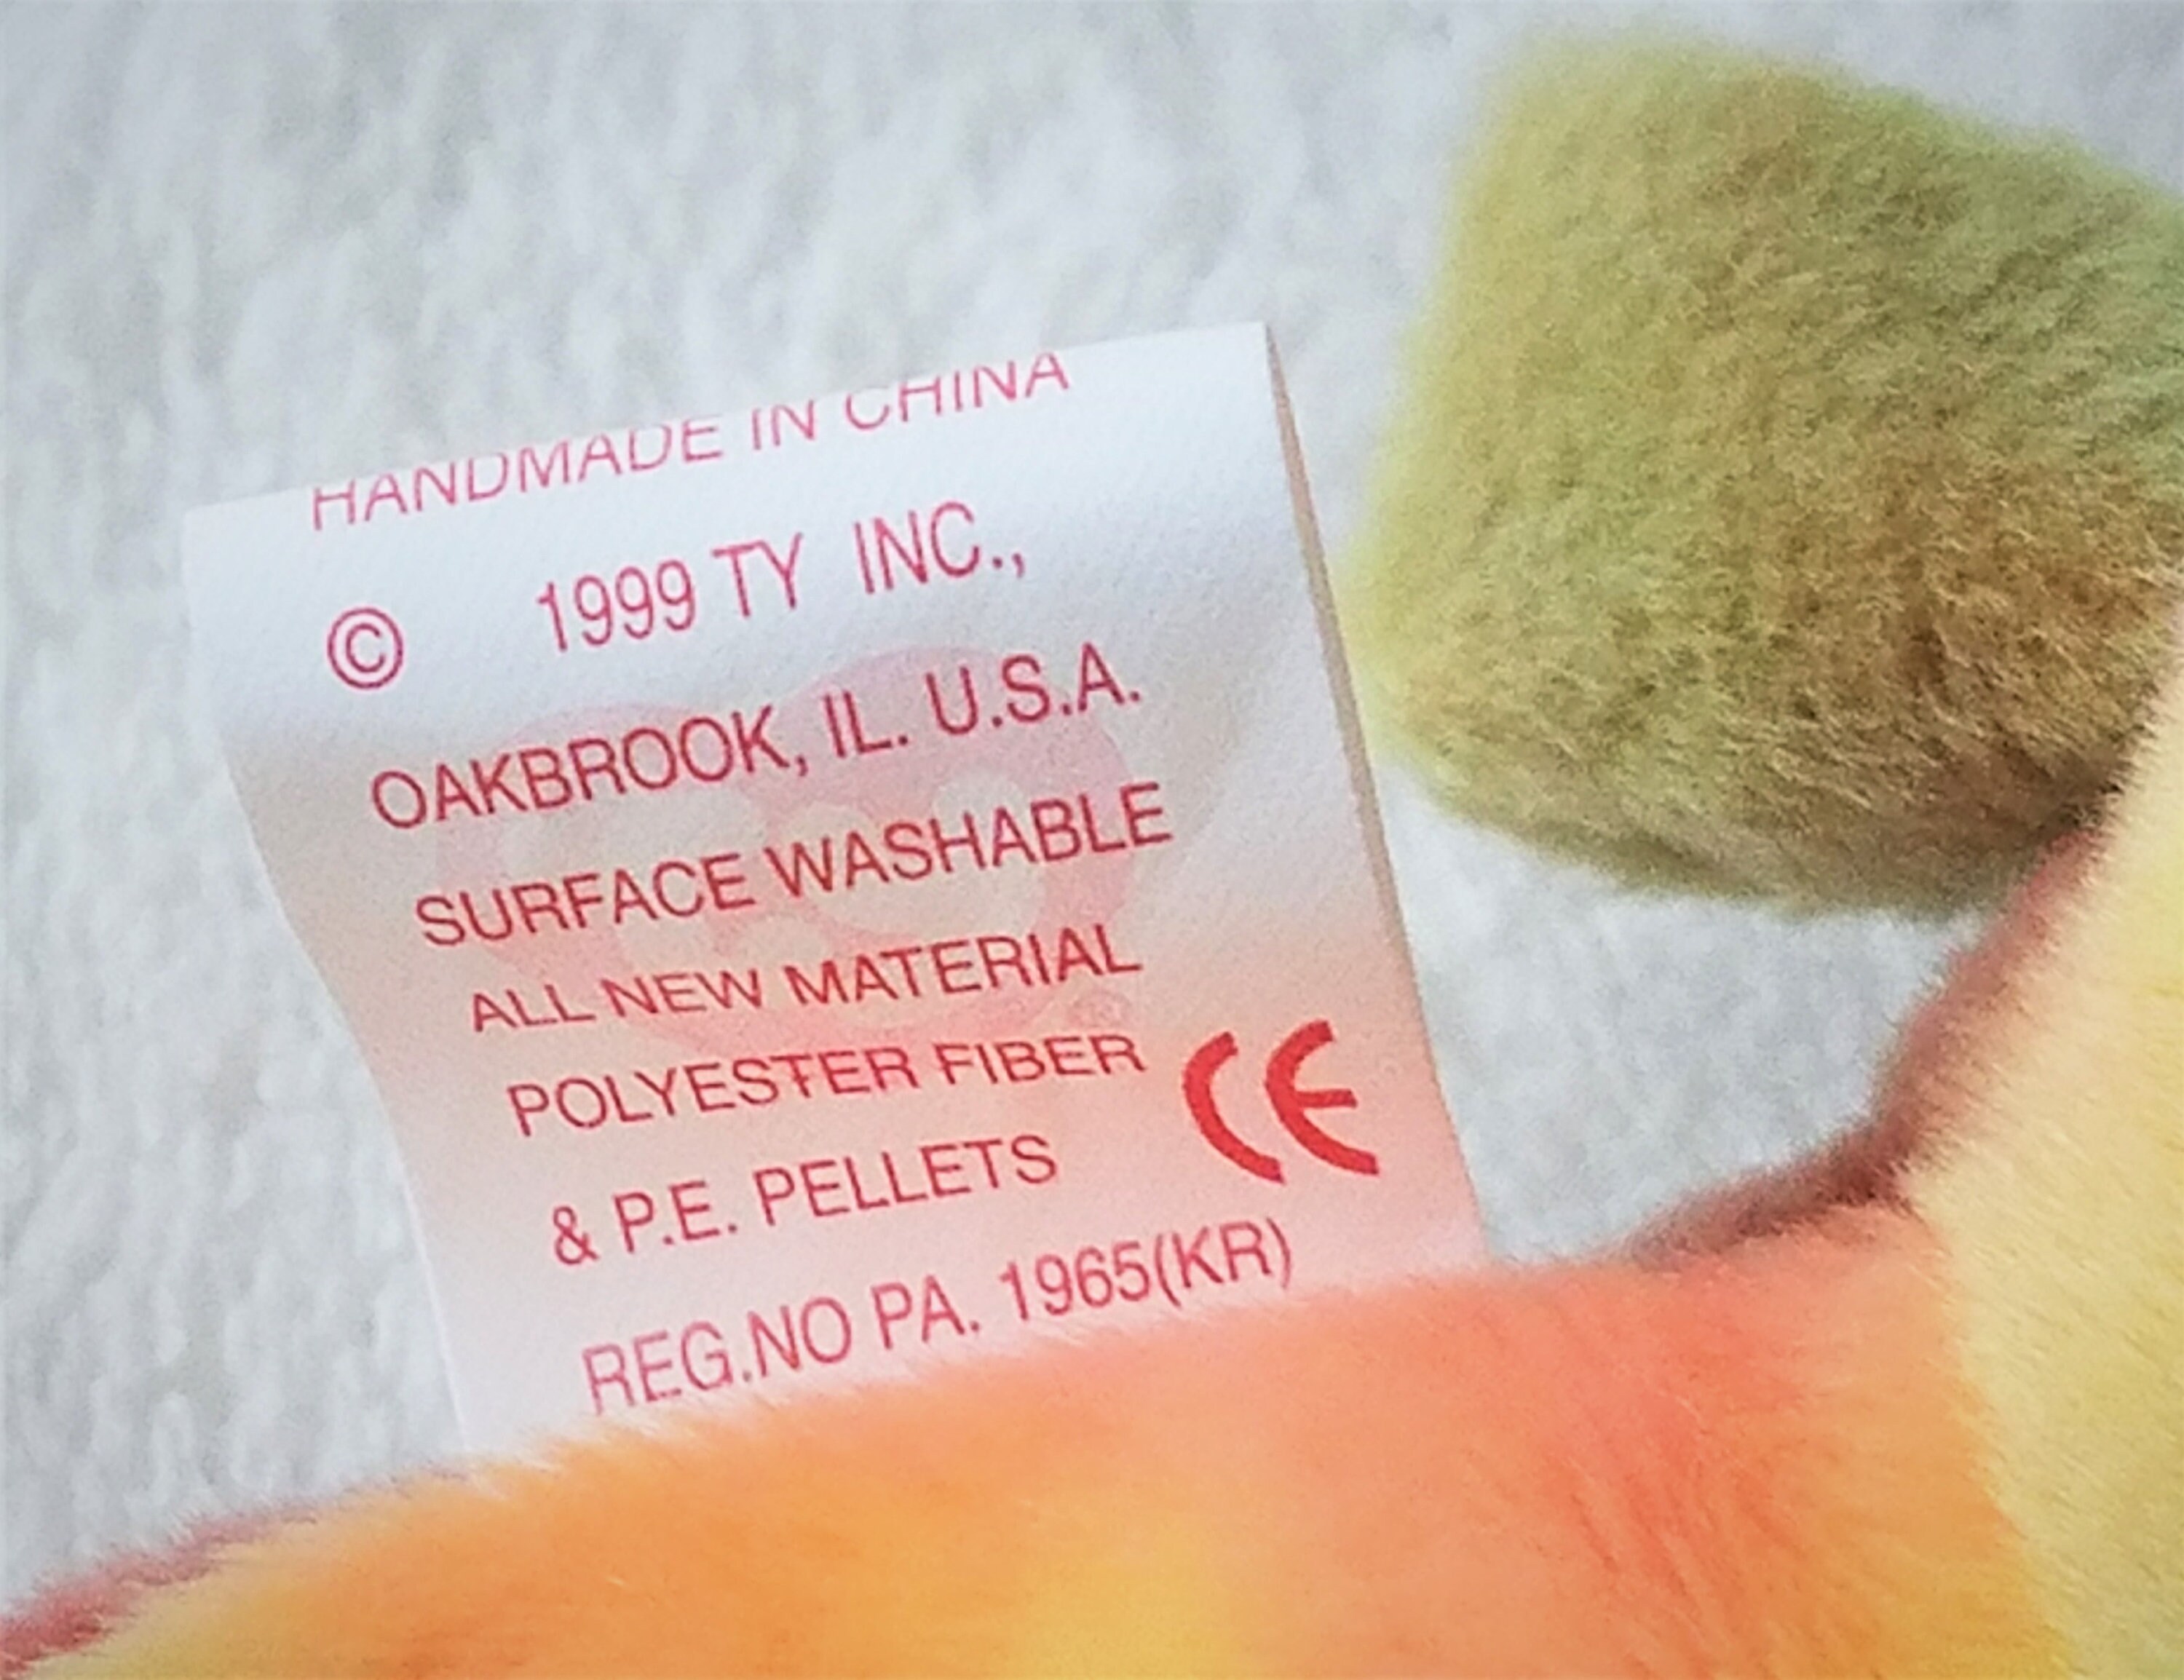 HANDMADE IN CHINA
© 1999 TY INC.,
OAKBROOK, IL. U.S.A.
SURFACE WASHABLE
ALL NEW MATERIAL
POLYESTER FIBER
& P.E. PELLETS CE
REG.NO PA. 1965(KR)